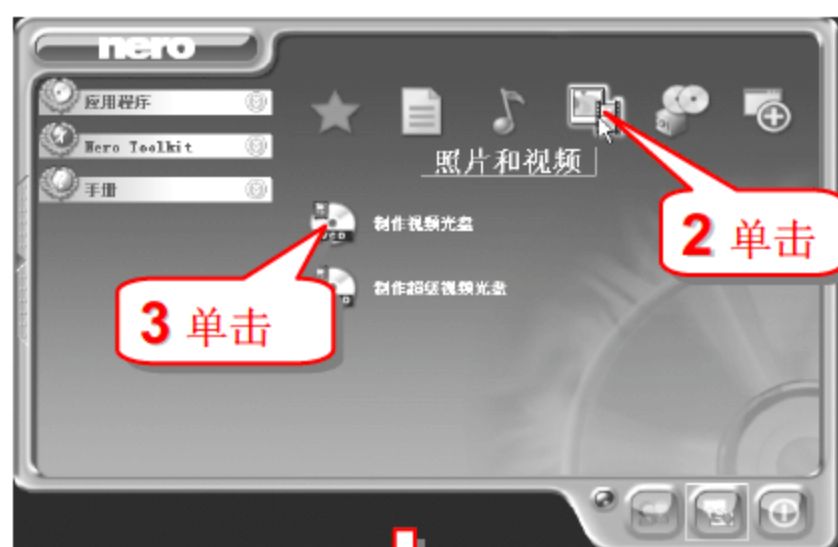 nero
应用程序
Nero Toolkit
手册
照片和视频
2 单击
制作视频光盘
制作超级视频光盘
3 单击